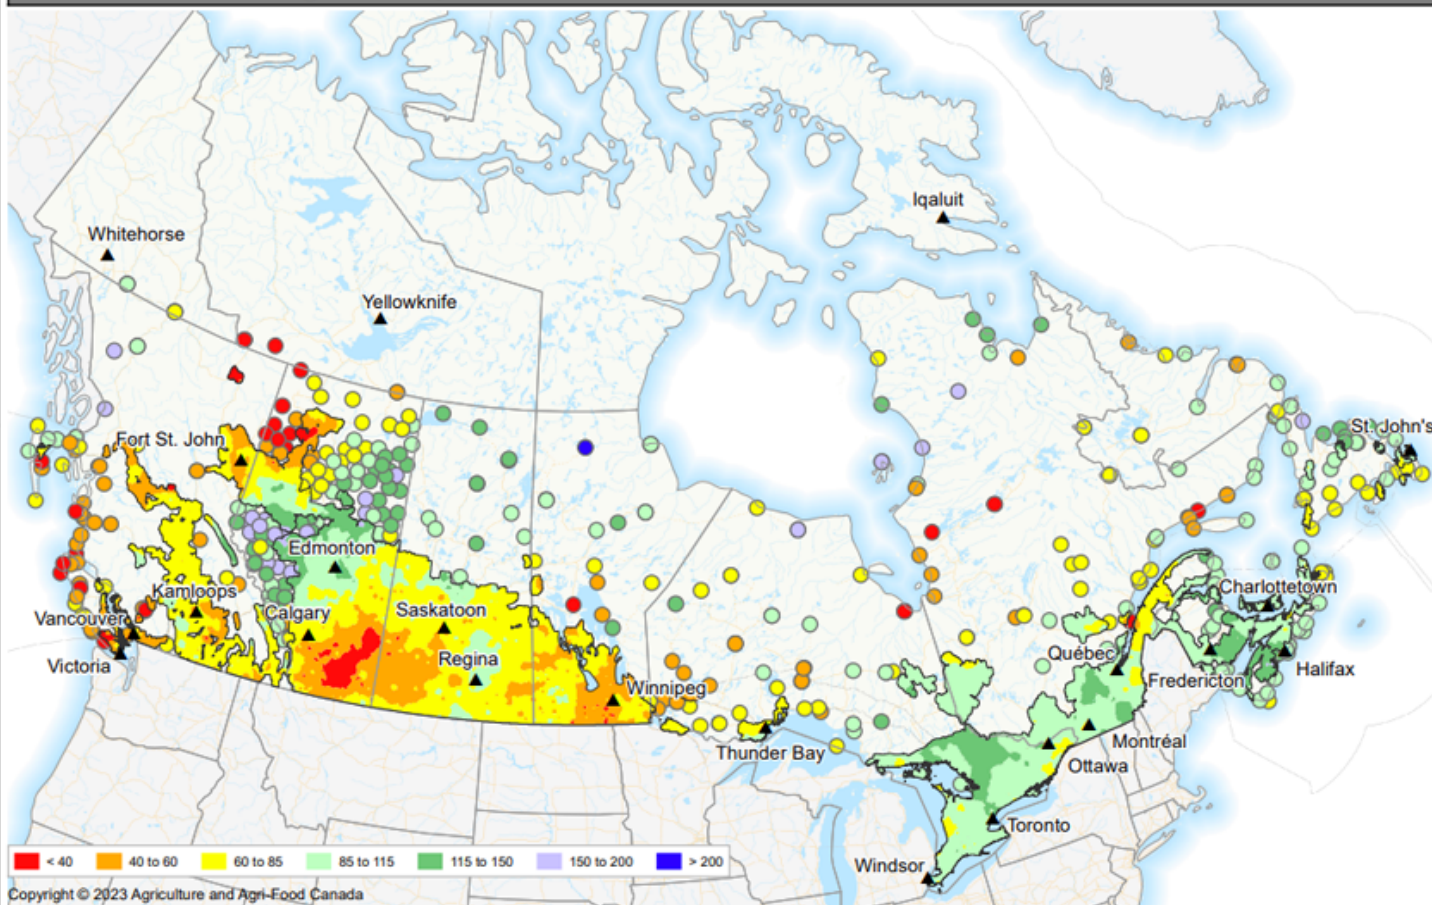 Iqaluit
Whitehorse
Yellowknife
Fort St. John
St. John's
Edmonton
Kamloops
Charlottetown
Vancouver
Calgary
Saskatoon
Québec
Regina
Victoria
Halifax
Fredericton
Winnipeg
Montréal
Thunder Bay
Ottawa
Toronto
Windsor
< 40 40 to 60 60 to 85 85 to 115 115 to 150 150 to 200 > 200
Copyright © 2023 Agriculture and Agri-Food Canada